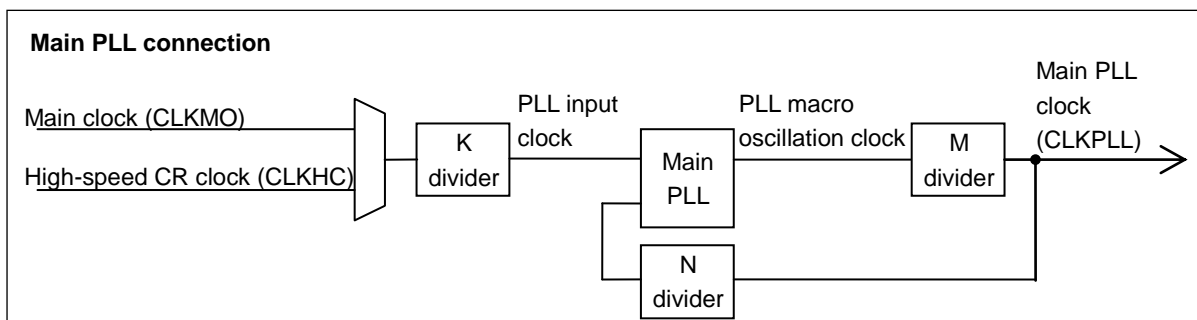 Main PLL connection
Main clock (CLKMO)
High-speed CR clock (CLKHC)
K
divider
PLL input
clock
Main
PLL
PLL macro
oscillation clock
M
divider
Main PLL
clock
(CLKPLL)
N
divider